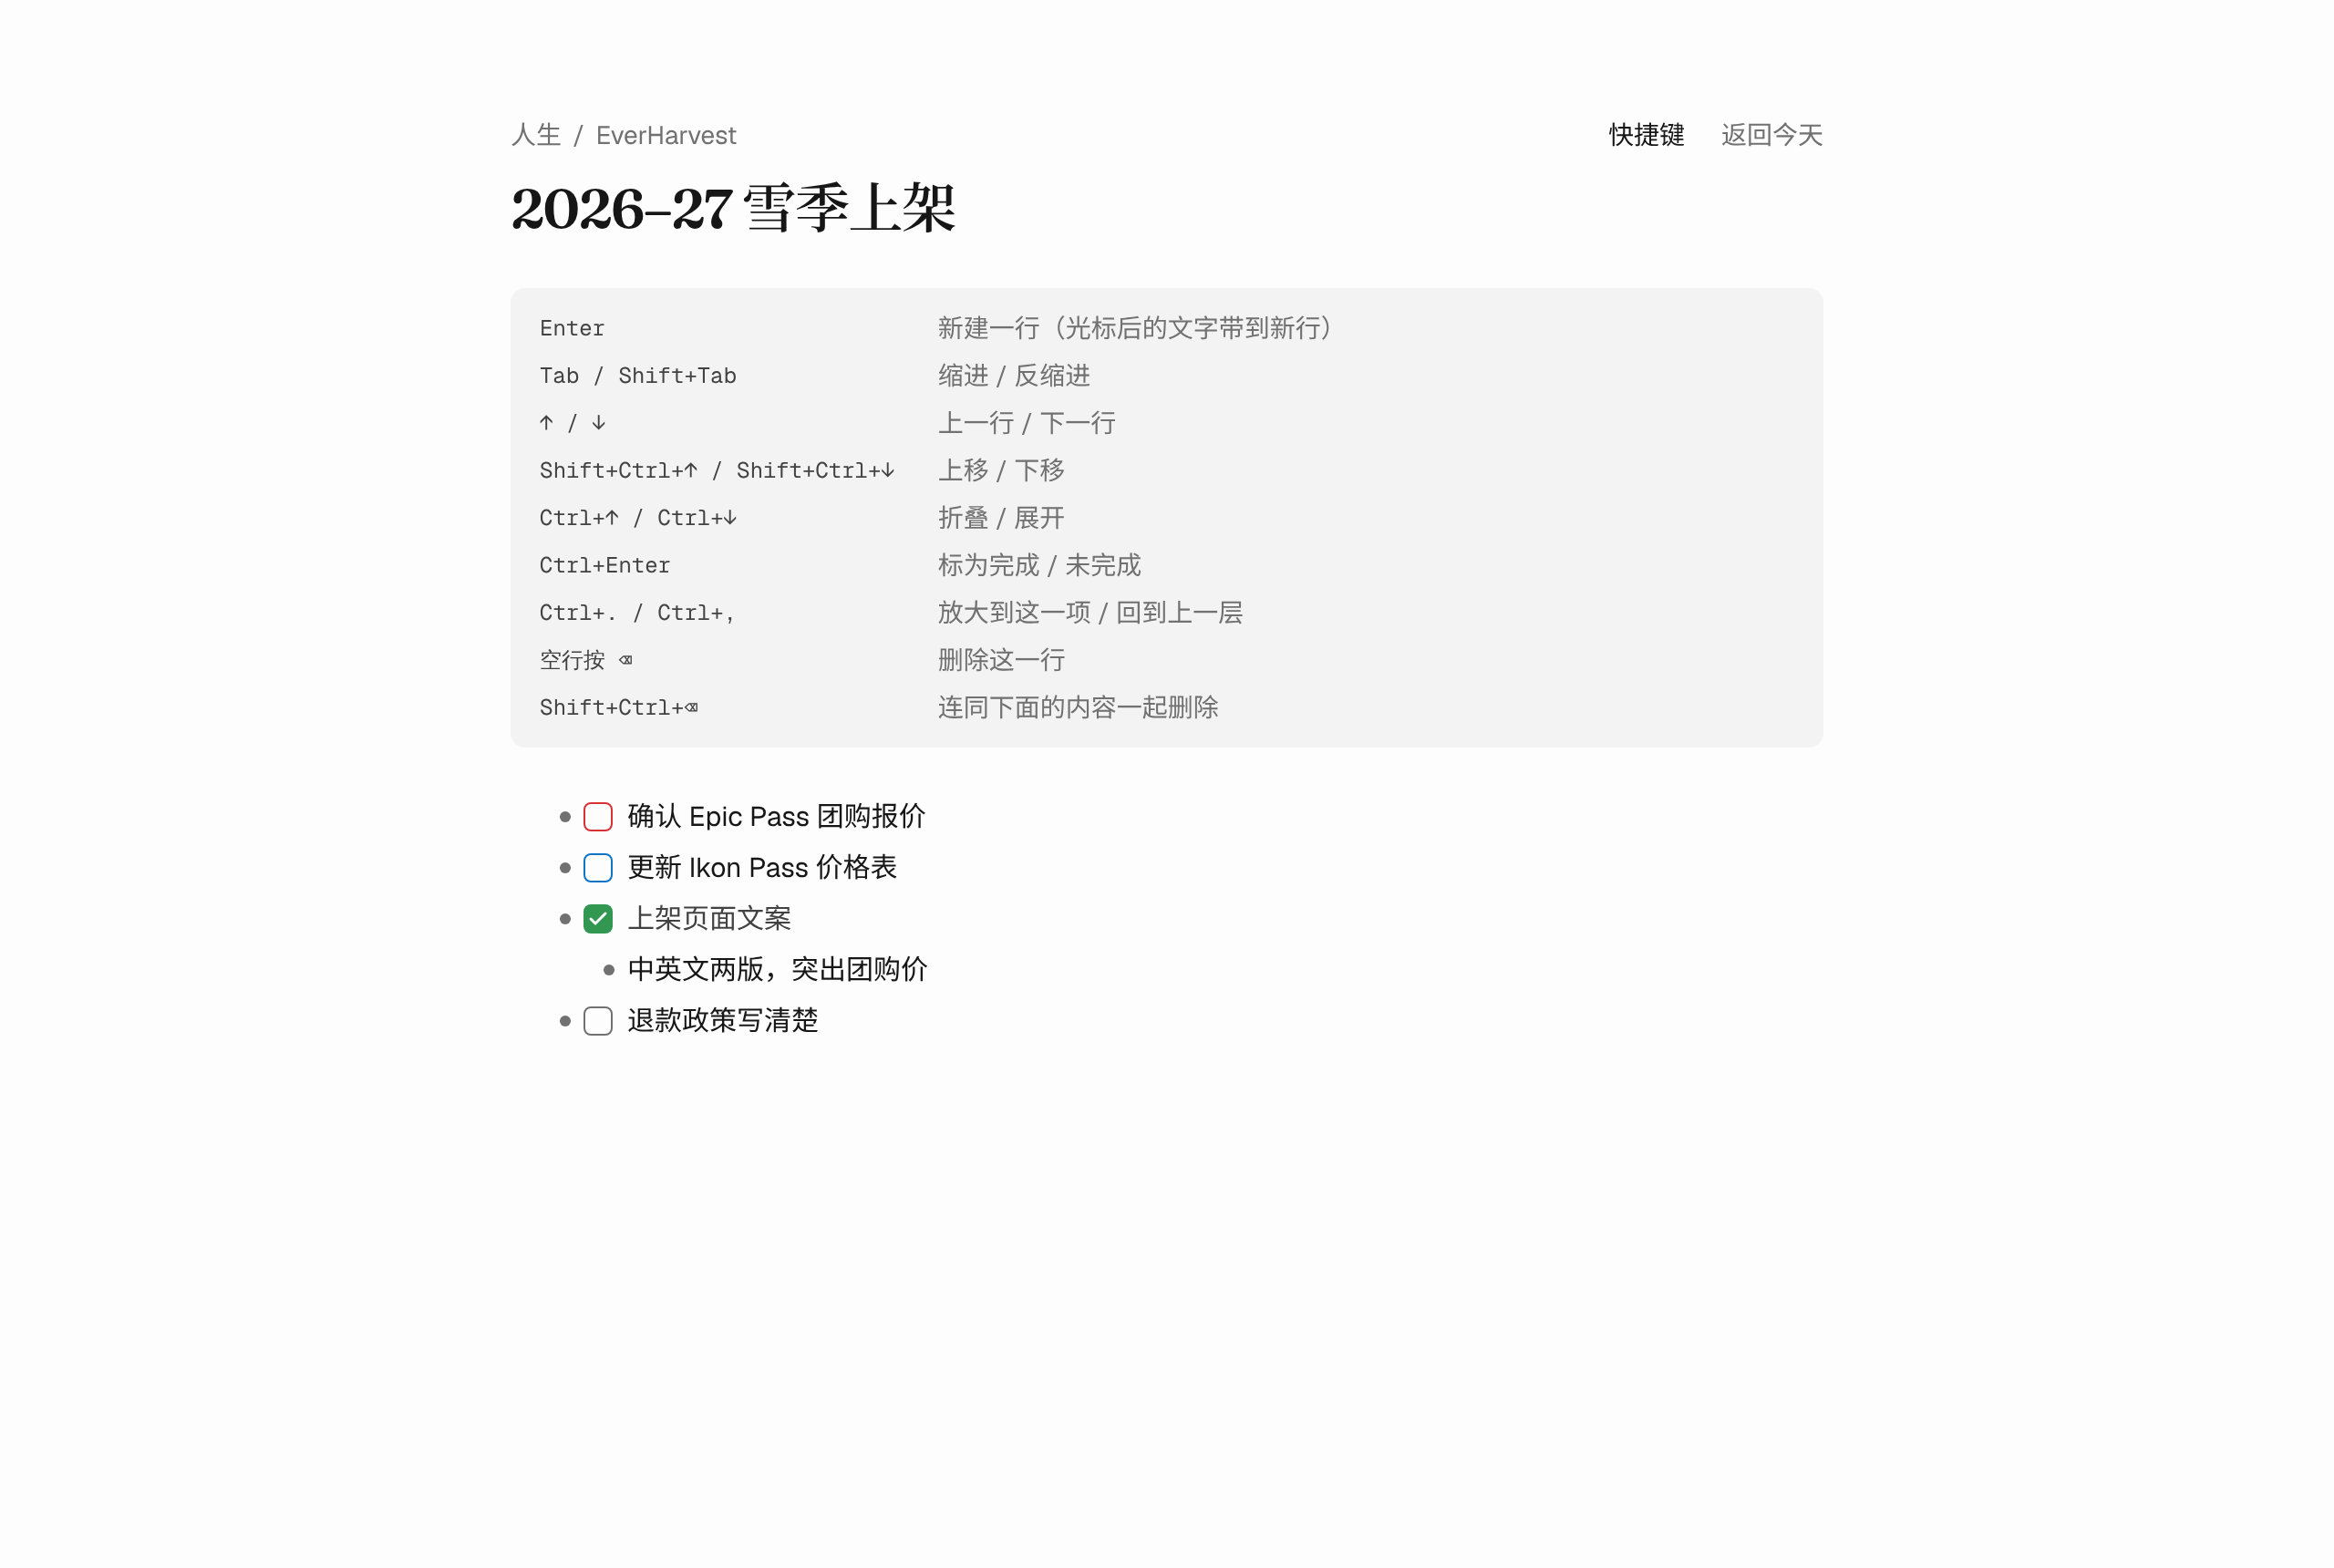 人生 / EverHarvest 快捷键 返回今天
2026–27 雪季上架
Enter 新建一行（光标后的文字带到新行）
Tab / Shift+Tab 缩进 / 反缩进
↑ / ↓ 上一行 / 下一行
Shift+Ctrl+↑ / Shift+Ctrl+↓ 上移 / 下移
Ctrl+↑ / Ctrl+↓ 折叠 / 展开
Ctrl+Enter 标为完成 / 未完成
Ctrl+. / Ctrl+, 放大到这一项 / 回到上一层
空行按 ⌫ 删除这一行
Shift+Ctrl+⌫ 连同下面的内容一起删除
确认 Epic Pass 团购报价
更新 Ikon Pass 价格表
上架页面文案
中英文两版，突出团购价
退款政策写清楚